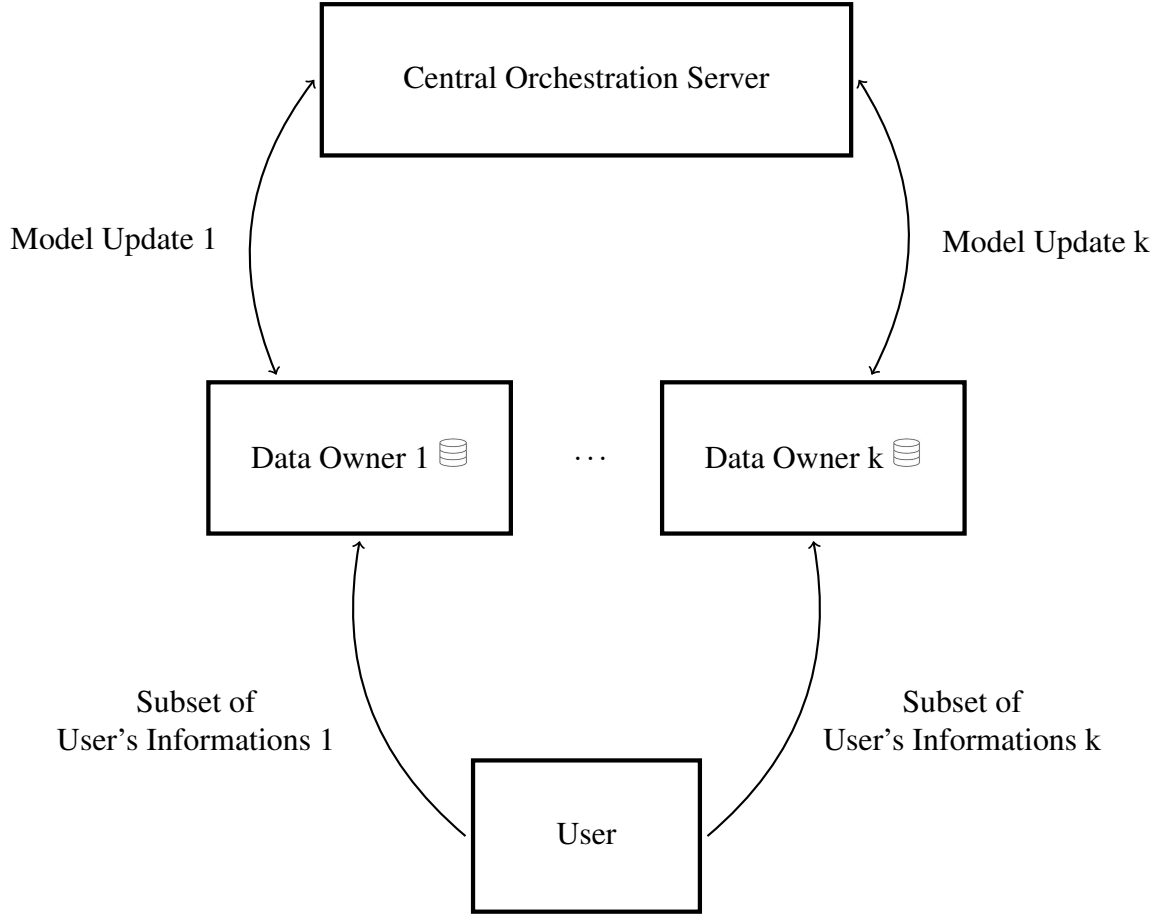 Central Orchestration Server
Model Update 1
Model Update k
Data Owner 1
...
Data Owner k
Subset of
User's Informations 1
Subset of
User's Informations k
User